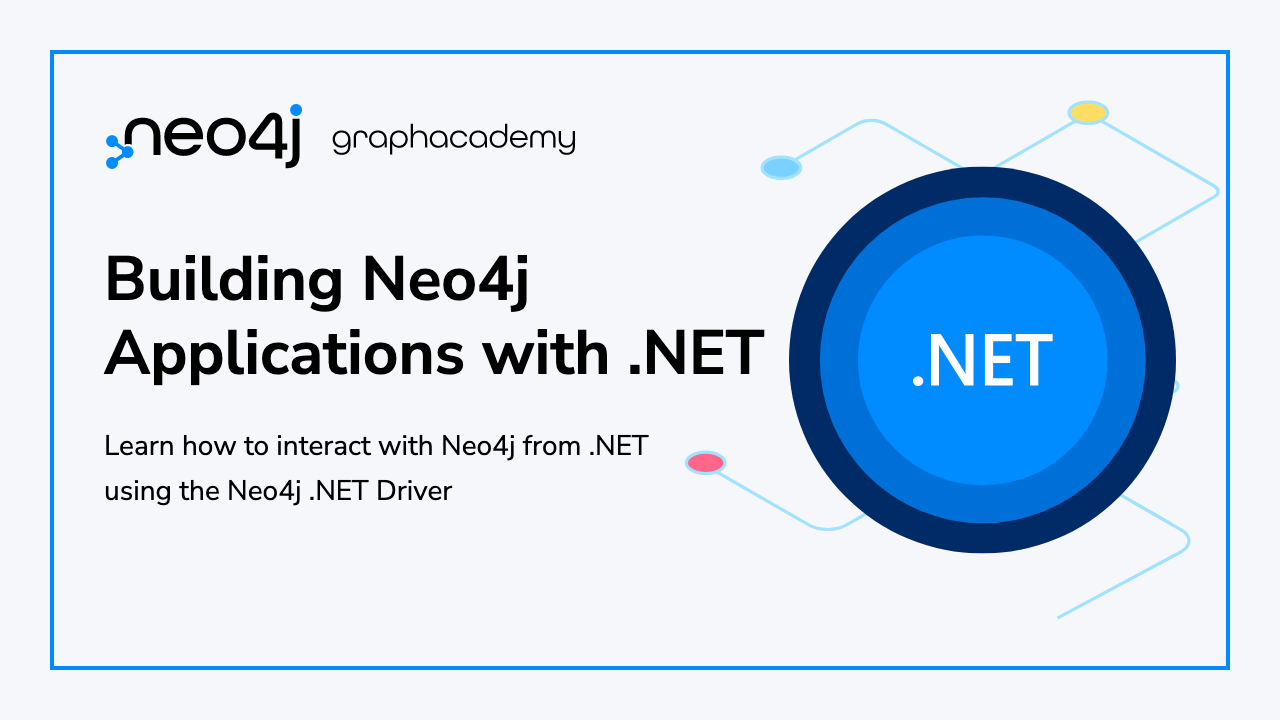 neo4j graphacademy
Building Neo4j
Applications with .NET
.NET
Learn how to interact with Neo4j from .NET
using the Neo4j .NET Driver